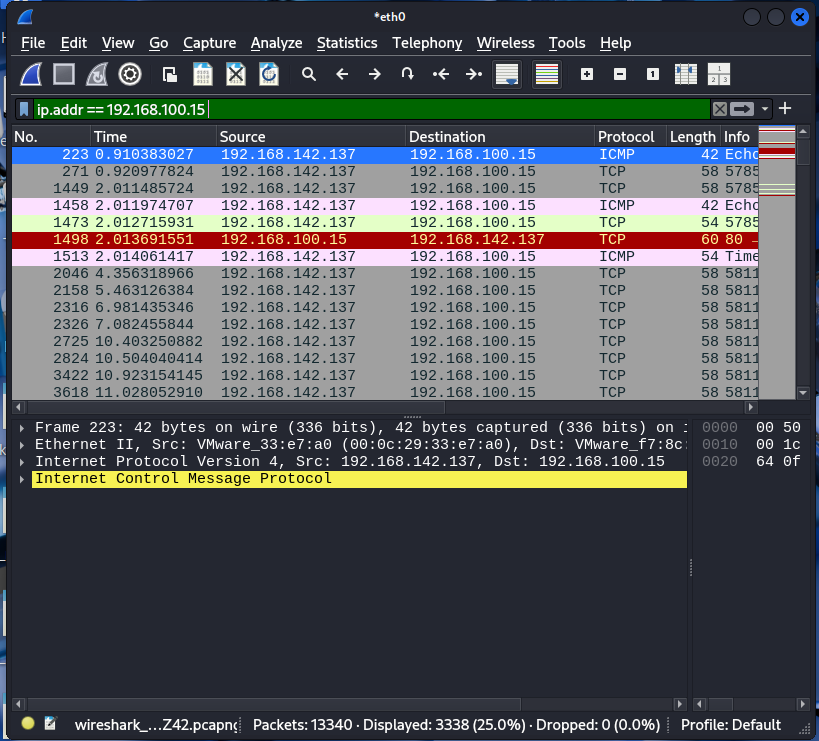 *eth0
File Edit View Go Capture Analyze Statistics Telephony Wireless Tools Help
ip.addr == 192.168.100.15
No. Time Source Destination Protocol Length Info
223 0.910383027 192.168.142.137 192.168.100.15 ICMP 42 Echo
271 0.920977824 192.168.142.137 192.168.100.15 TCP 58 5785
1449 2.011485724 192.168.142.137 192.168.100.15 TCP 58 5785
1458 2.011974707 192.168.142.137 192.168.100.15 ICMP 42 Echo
1473 2.012715931 192.168.142.137 192.168.100.15 TCP 54 5785
1498 2.013691551 192.168.100.15 192.168.142.137 TCP 60 80 →
1513 2.014061417 192.168.142.137 192.168.100.15 ICMP 54 Time
2046 4.356318966 192.168.142.137 192.168.100.15 TCP 58 5811
2158 5.463126384 192.168.142.137 192.168.100.15 TCP 58 5811
2316 6.981435346 192.168.142.137 192.168.100.15 TCP 58 5811
2326 7.082455844 192.168.142.137 192.168.100.15 TCP 58 5811
2725 10.403250882 192.168.142.137 192.168.100.15 TCP 58 5811
2824 10.504040414 192.168.142.137 192.168.100.15 TCP 58 5811
3422 10.923154145 192.168.142.137 192.168.100.15 TCP 58 5811
3618 11.028052910 192.168.142.137 192.168.100.15 TCP 58 5811
Frame 223: 42 bytes on wire (336 bits), 42 bytes captured (336 bits) on i
Ethernet II, Src: VMware_33:e7:a0 (00:0c:29:33:e7:a0), Dst: VMware_f7:8c:
Internet Protocol Version 4, Src: 192.168.142.137, Dst: 192.168.100.15
Internet Control Message Protocol
0000 00 50
0010 00 1c
0020 64 0f
wireshark_...Z42.pcapng Packets: 13340 · Displayed: 3338 (25.0%) · Dropped: 0 (0.0%) Profile: Default